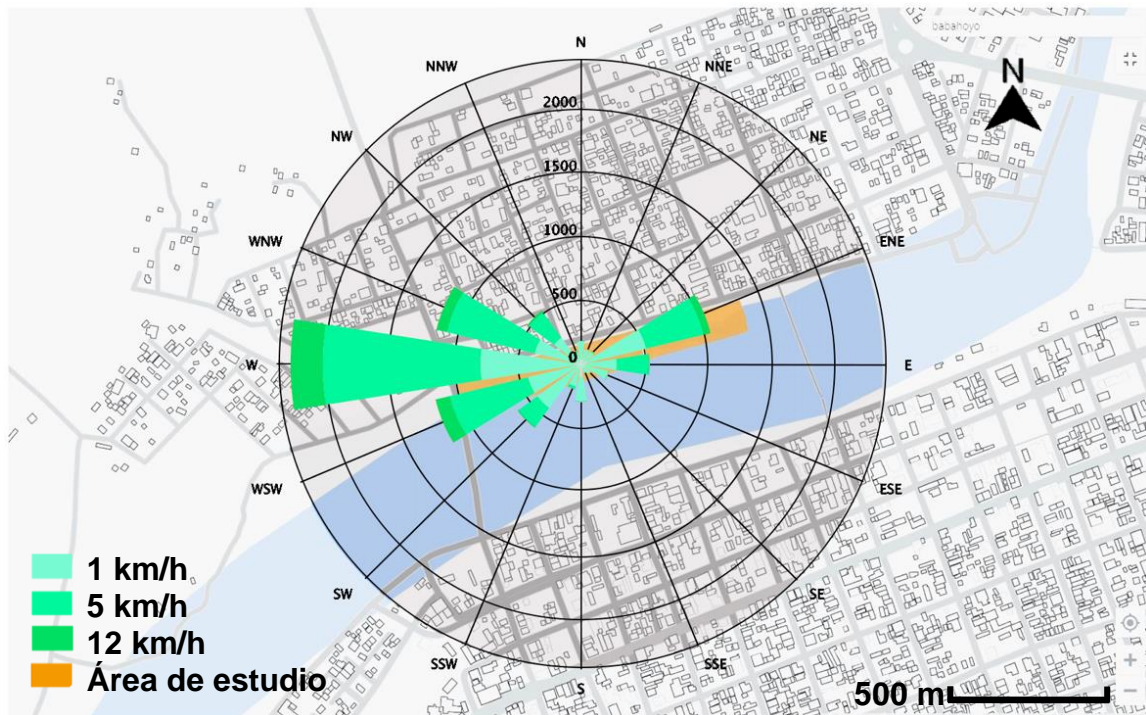 babahoyo
N
N
NNW
NNE
2000
NW
NE
1500
WNW
1000
ENE
500
0
W
E
WSW
ESE
1 km/h
5 km/h
SW
SE
12 km/h
SSW
SSE
Área de estudio
S
500 m